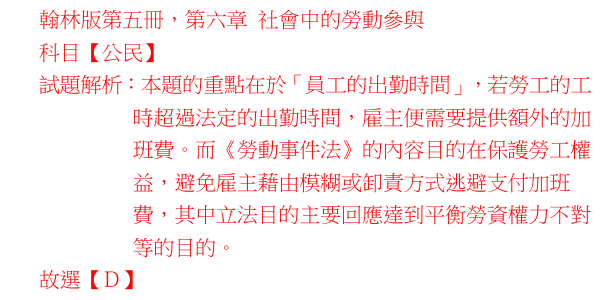 翰林版第五冊，第六章 社會中的勞動參與
科目【公民】
試題解析：本題的重點在於「員工的出勤時間」，若勞工的工
時超過法定的出勤時間，雇主便需要提供額外的加
班費。而《勞動事件法》的內容目的在保護勞工權
益，避免雇主藉由模糊或卸責方式逃避支付加班
費，其中立法目的主要回應達到平衡勞資權力不對
等的目的。
故選【D】